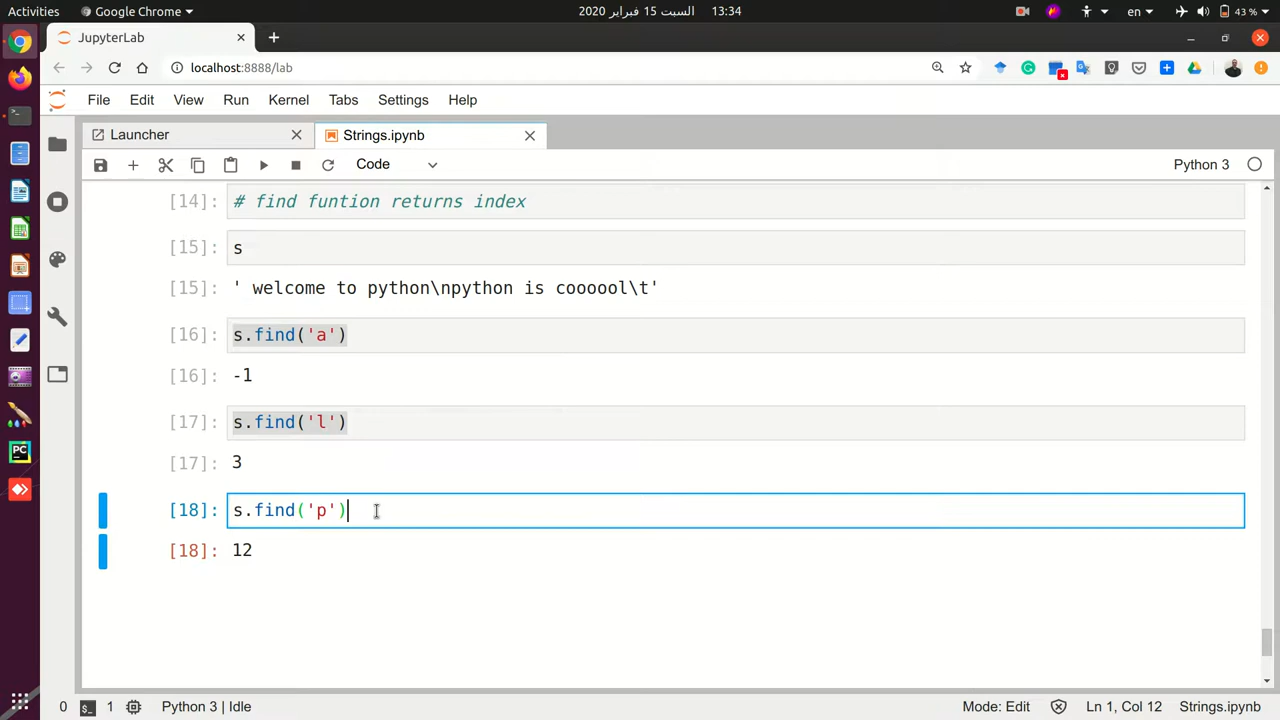 Activities Google Chrome السبت 15 فبراير 2020 13:34 en 43 %
JupyterLab
localhost:8888/lab
File Edit View Run Kernel Tabs Settings Help
Launcher Strings.ipynb
Code Python 3
[14]: # find funtion returns index
[15]: s
[15]: ' welcome to python\npython is coooool\t'
[16]: s.find('a')
[16]: -1
[17]: s.find('l')
[17]: 3
[18]: s.find('p')
[18]: 12
0 1 Python 3 | Idle Mode: Edit Ln 1, Col 12 Strings.ipynb